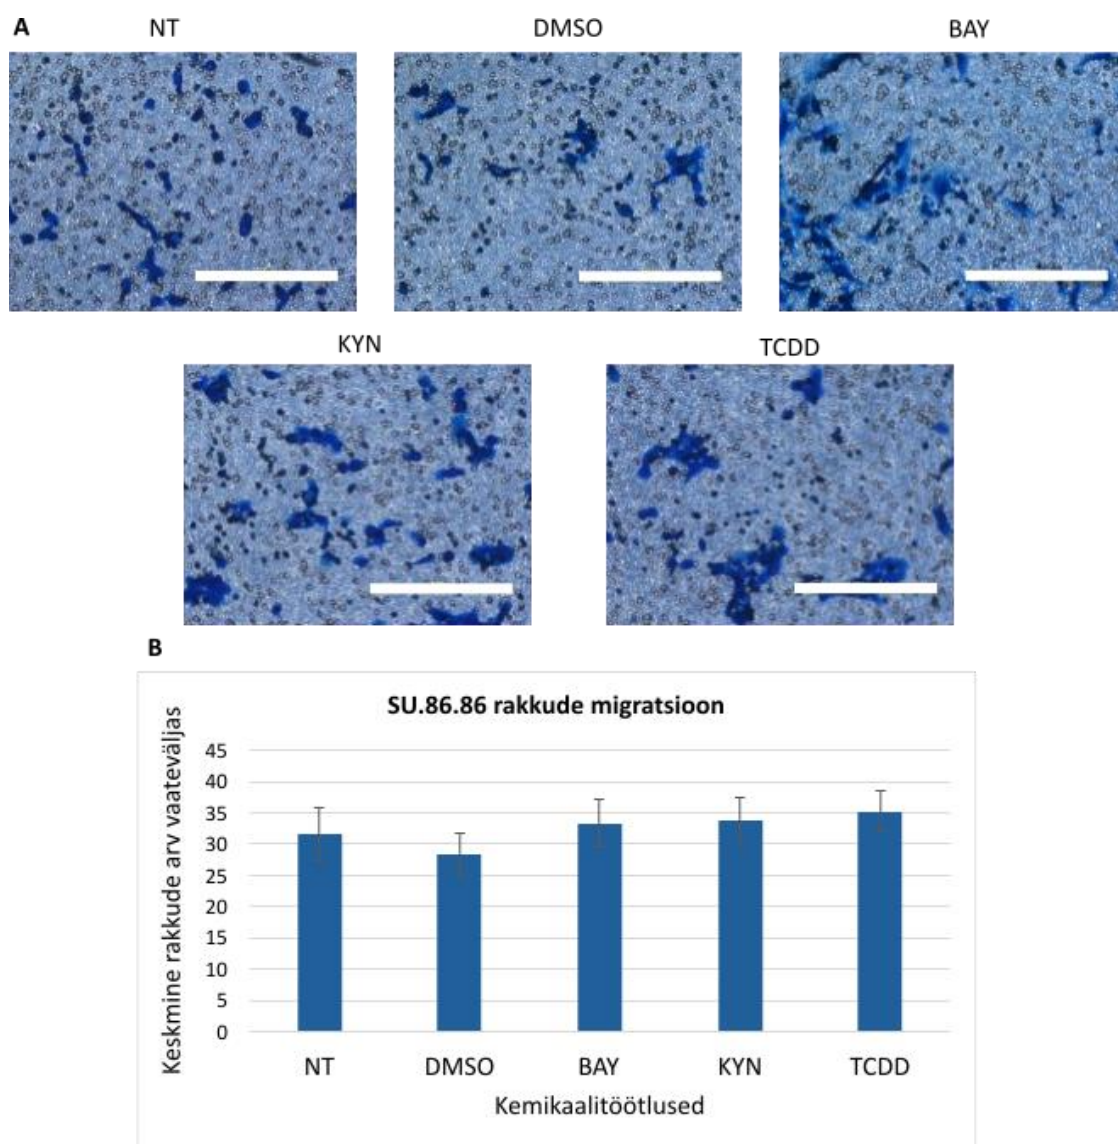 A
NT
DMSO
BAY
KYN
TCDD
B
SU.86.86 rakkude migratsioon
Keskmine rakkude arv vaateväljas
45
40
35
30
25
20
15
10
5
0
NT
DMSO
BAY
KYN
TCDD
Kemikaalitöötlused